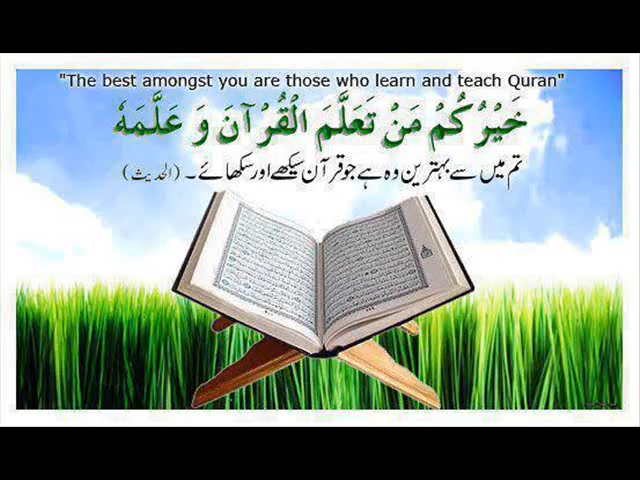 "The best amongst you are those who learn and teach Quran"
خَيْرُكُمْ مَنْ تَعَلَّمَ الْقُرْآنَ وَ عَلَّمَهٗ
تم میں سے بہترین وہ ہے جو قرآن سیکھے اور سکھائے۔ (الحدیث)